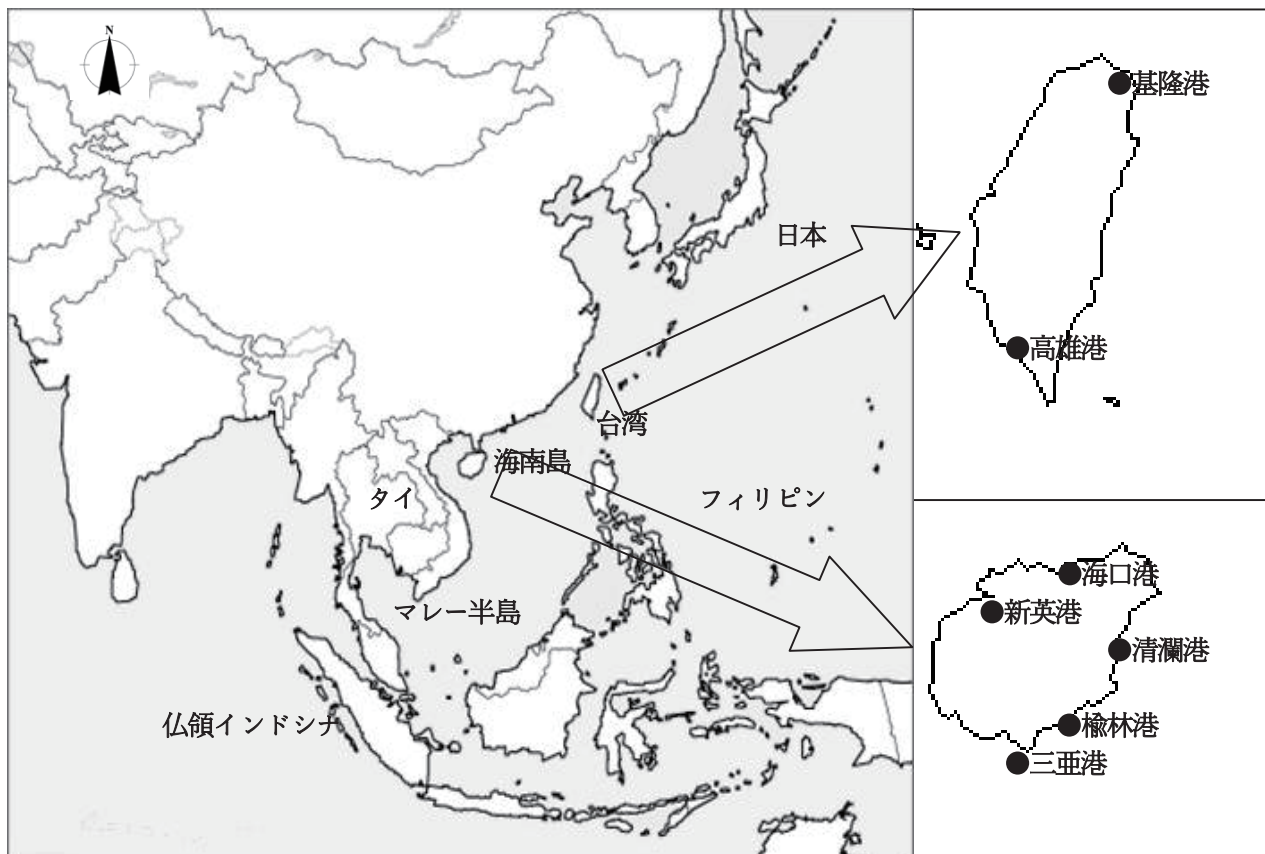 N
日本
台湾
海南島
タイ
フィリピン
マレー半島
仏領インドシナ
基隆港
高雄港
海口港
新英港
清瀾港
楡林港
三亜港